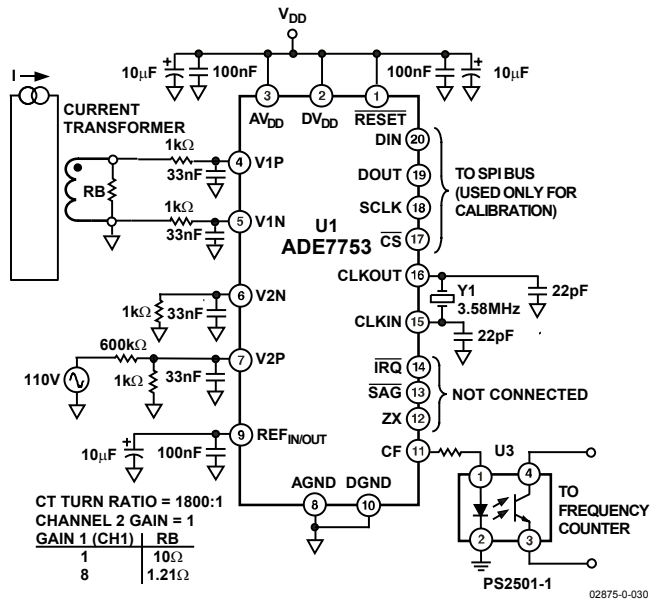 VDD
I
10μF
100nF
100nF
10μF
3
2
1
AVDD
DVDD
RESET
CURRENT
TRANSFORMER
RB
1kΩ
33nF
4
V1P
1kΩ
33nF
5
V1N
U1
ADE7753
1kΩ
33nF
6
V2N
600kΩ
110V
1kΩ
33nF
7
V2P
10μF
100nF
9
REFIN/OUT
AGND
DGND
8
10
DIN
20
DOUT
19
SCLK
18
CS
17
TO SPI BUS
(USED ONLY FOR
CALIBRATION)
CLKOUT
16
Y1
3.58MHz
22pF
CLKIN
15
22pF
IRQ
14
SAG
13
ZX
12
NOT CONNECTED
CF
11
U3
1
4
2
3
TO
FREQUENCY
COUNTER
PS2501-1
CT TURN RATIO = 1800:1
CHANNEL 2 GAIN = 1
GAIN 1 (CH1) RB
1 10Ω
8 1.21Ω
02875-0-030